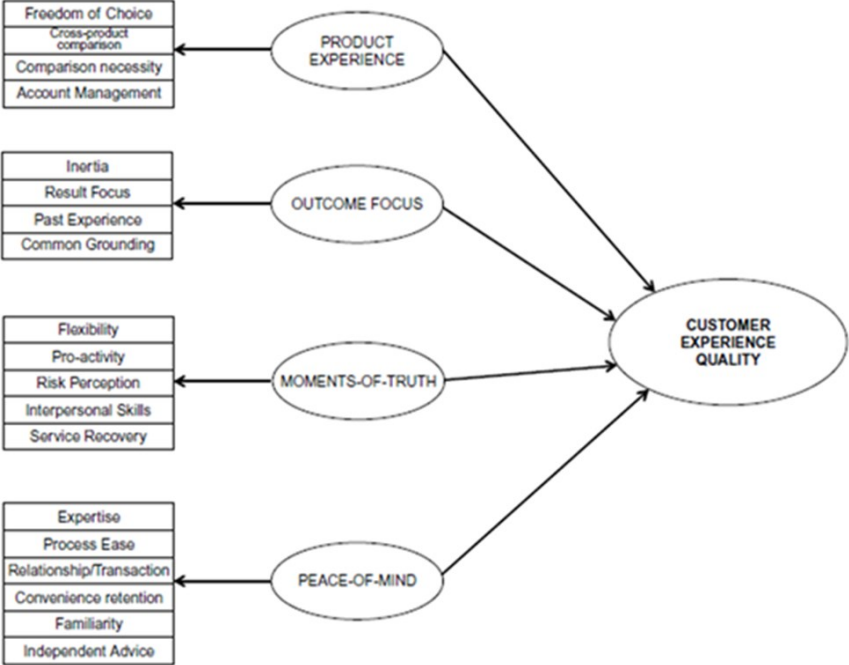 Freedom of Choice
Cross-product
comparison
Comparison necessity
Account Management
PRODUCT
EXPERIENCE
Inertia
Result Focus
Past Experience
Common Grounding
OUTCOME FOCUS
Flexibility
Pro-activity
Risk Perception
Interpersonal Skills
Service Recovery
MOMENTS-OF-TRUTH
Expertise
Process Ease
Relationship/Transaction
Convenience retention
Familiarity
Independent Advice
PEACE-OF-MIND
CUSTOMER
EXPERIENCE
QUALITY